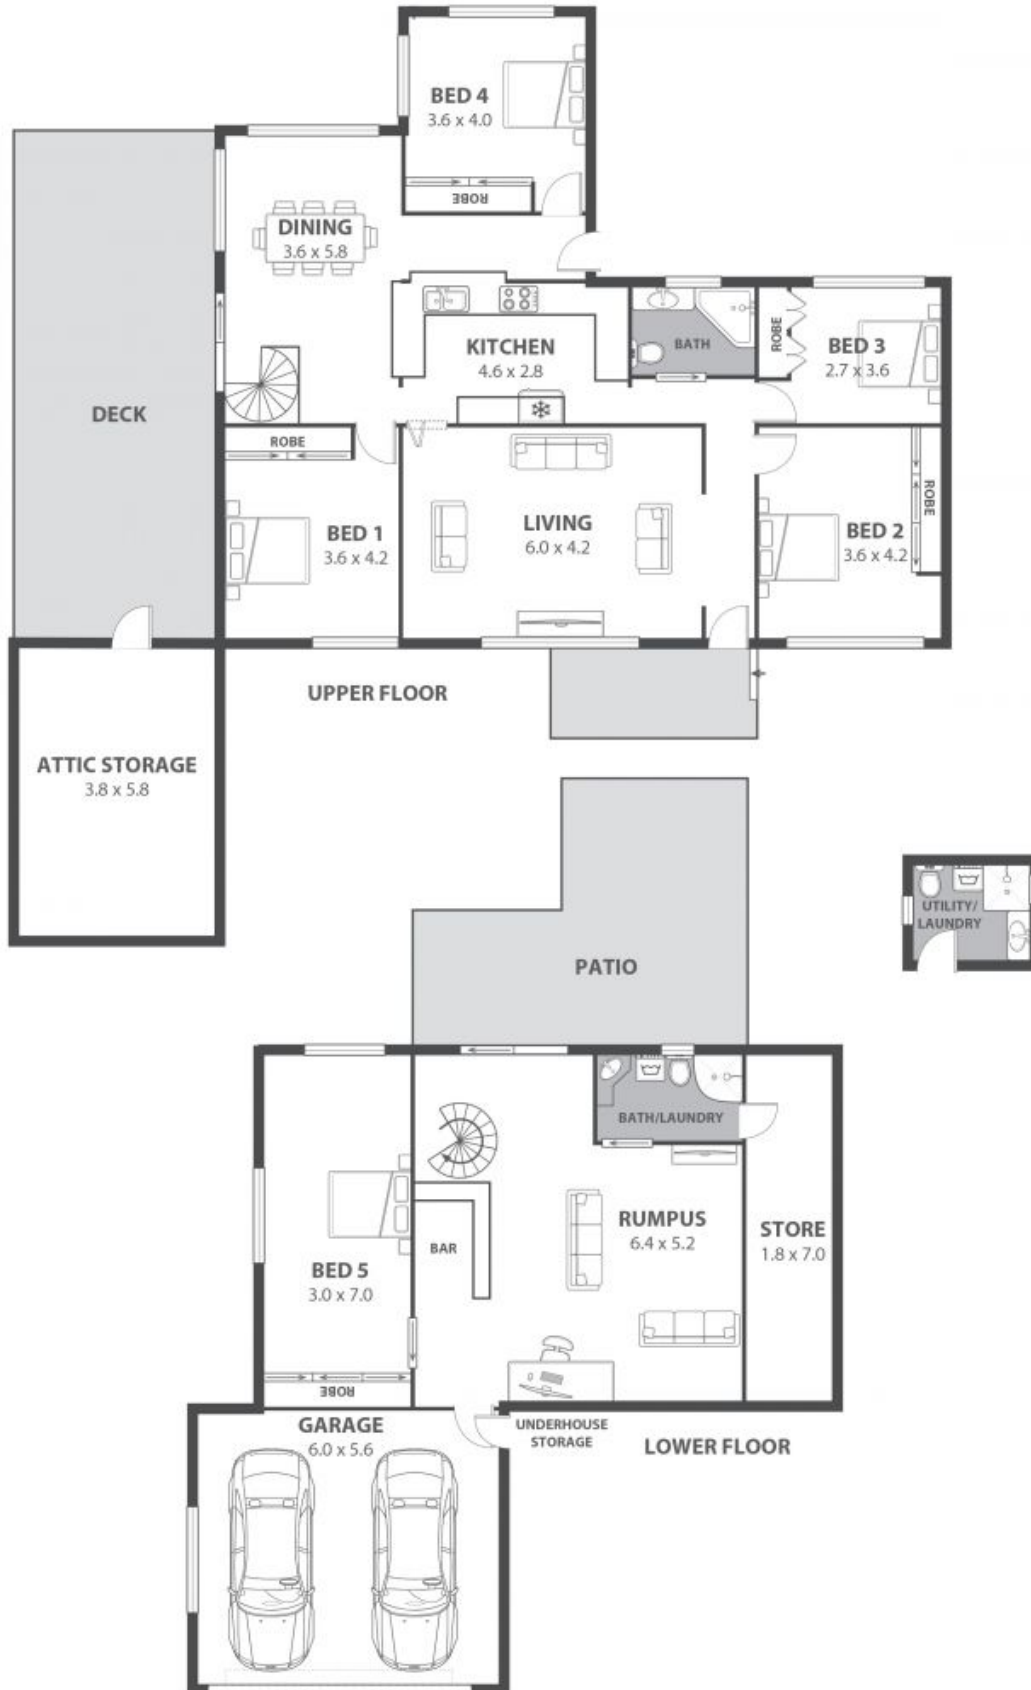 BED 4
3.6 x 4.0
ROBE
DINING
3.6 x 5.8
KITCHEN
4.6 x 2.8
BATH
ROBE
BED 3
2.7 x 3.6
DECK
ROBE
BED 1
3.6 x 4.2
LIVING
6.0 x 4.2
BED 2
3.6 x 4.2
ROBE
UPPER FLOOR
ATTIC STORAGE
3.8 x 5.8
PATIO
UTILITY/
LAUNDRY
BATH/LAUNDRY
RUMPUS
6.4 x 5.2
STORE
1.8 x 7.0
BAR
BED 5
3.0 x 7.0
ROBE
GARAGE
6.0 x 5.6
UNDERHOUSE
STORAGE
LOWER FLOOR